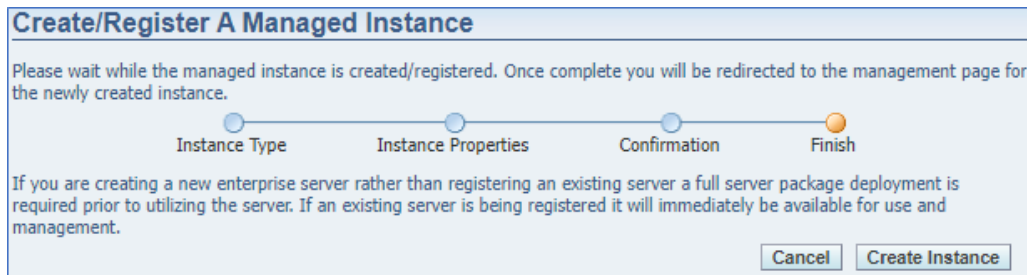 Create/Register A Managed Instance
Please wait while the managed instance is created/registered. Once complete you will be redirected to the management page for
the newly created instance.
Instance Type Instance Properties Confirmation Finish
If you are creating a new enterprise server rather than registering an existing server a full server package deployment is
required prior to utilizing the server. If an existing server is being registered it will immediately be available for use and
management.
Cancel Create Instance